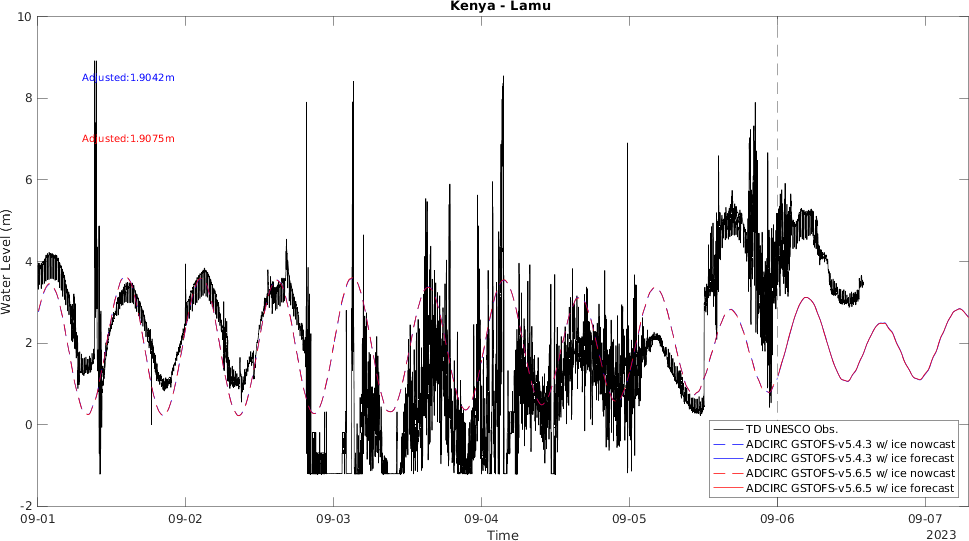 Kenya - Lamu
10
8
6
4
2
0
-2
Water Level (m)
Adjusted:1.9042m
Adjusted:1.9075m
TD UNESCO Obs.
ADCIRC GSTOFS-v5.4.3 w/ ice nowcast
ADCIRC GSTOFS-v5.4.3 w/ ice forecast
ADCIRC GSTOFS-v5.6.5 w/ ice nowcast
ADCIRC GSTOFS-v5.6.5 w/ ice forecast
09-01 09-02 09-03 09-04 09-05 09-06 09-07
Time
2023